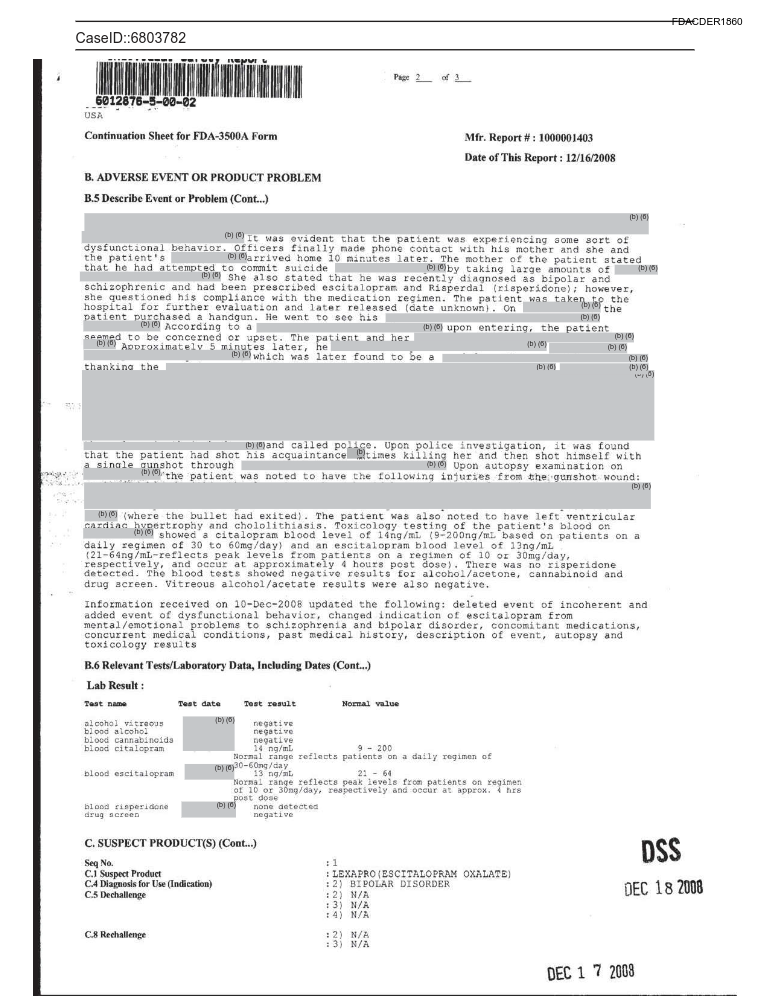 FDACDER1860
CaseID::6803782
Individual Safety Report
Page 2 of 3
6012876-5-00-02
USA
Continuation Sheet for FDA-3500A Form
Mfr. Report # : 1000001403
Date of This Report : 12/16/2008
B. ADVERSE EVENT OR PRODUCT PROBLEM
B.5 Describe Event or Problem (Cont...)
(b) (6)
(b) (6) It was evident that the patient was experiencing some sort of
dysfunctional behavior. Officers finally made phone contact with his mother and she and
the patient's (b) (6) arrived home 10 minutes later. The mother of the patient stated
that he had attempted to commit suicide (b) (6) by taking large amounts of (b) (6)
(b) (6) She also stated that he was recently diagnosed as bipolar and
schizophrenic and had been prescribed escitalopram and Risperdal (risperidone); however,
she questioned his compliance with the medication regimen. The patient was taken to the
hospital for further evaluation and later released (date unknown). On (b) (6) the
patient purchased a handgun. He went to see his (b) (6)
(b) (6) According to a (b) (6) upon entering, the patient
seemed to be concerned or upset. The patient and her (b) (6)
(b) (6) Approximately 5 minutes later, he (b) (6) (b) (6)
(b) (6) which was later found to be a (b) (6)
thanking the (b) (6) (b) (6)
(b) (6)
(b) (6) and called police. Upon police investigation, it was found
that the patient had shot his acquaintance (b) times killing her and then shot himself with
a single gunshot through (b) (6) Upon autopsy examination on
(b) (6) the patient was noted to have the following injuries from the gunshot wound:
(b) (6)
(b) (6) (where the bullet had exited). The patient was also noted to have left ventricular
cardiac hypertrophy and chololithiasis. Toxicology testing of the patient's blood on
(b) (6) showed a citalopram blood level of 14ng/mL (9-200ng/mL based on patients on a
daily regimen of 30 to 60mg/day) and an escitalopram blood level of 13ng/mL
(21-64ng/mL-reflects peak levels from patients on a regimen of 10 or 30mg/day,
respectively, and occur at approximately 4 hours post dose). There was no risperidone
detected. The blood tests showed negative results for alcohol/acetone, cannabinoid and
drug screen. Vitreous alcohol/acetate results were also negative.
Information received on 10-Dec-2008 updated the following: deleted event of incoherent and
added event of dysfunctional behavior, changed indication of escitalopram from
mental/emotional problems to schizophrenia and bipolar disorder, concomitant medications,
concurrent medical conditions, past medical history, description of event, autopsy and
toxicology results
B.6 Relevant Tests/Laboratory Data, Including Dates (Cont...)
Lab Result :
Test name Test date Test result Normal value
alcohol vitreous (b) (6) negative
blood alcohol negative
blood cannabinoids negative
blood citalopram 14 ng/mL 9 - 200
Normal range reflects patients on a daily regimen of
(b) (6) 30-60mg/day
blood escitalopram 13 ng/mL 21 - 64
Normal range reflects peak levels from patients on regimen
of 10 or 30mg/day, respectively and occur at approx. 4 hrs
post dose
blood risperidone (b) (6) none detected
drug screen negative
C. SUSPECT PRODUCT(S) (Cont...)
Seq No. : 1
C.1 Suspect Product : LEXAPRO(ESCITALOPRAM OXALATE)
C.4 Diagnosis for Use (Indication) : 2) BIPOLAR DISORDER
C.5 Dechallenge : 2) N/A
: 3) N/A
: 4) N/A
C.8 Rechallenge : 2) N/A
: 3) N/A
DSS
DEC 18 2008
DEC 17 2008